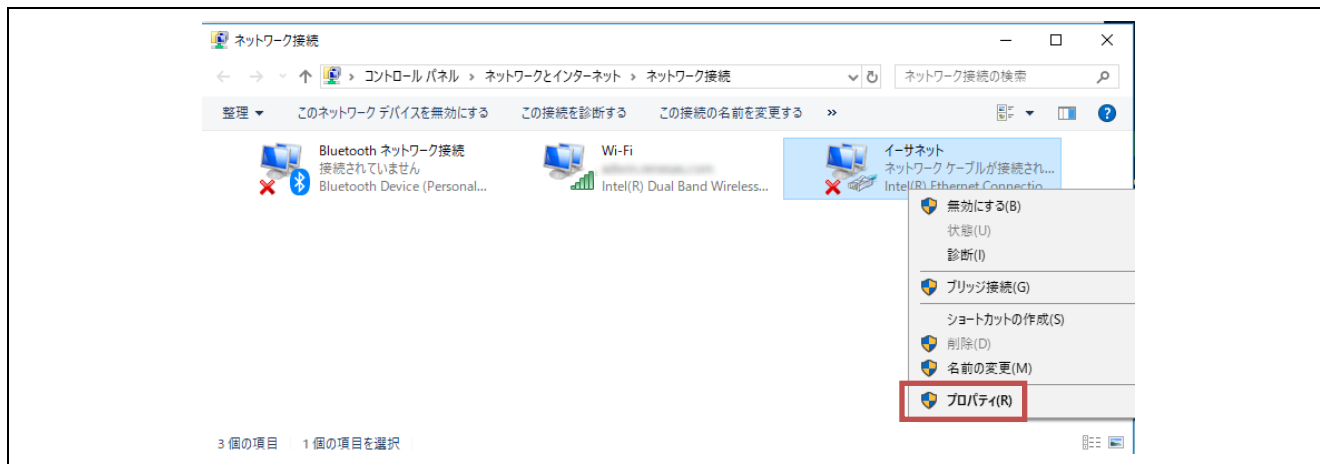 ネットワーク接続
コントロール パネル › ネットワークとインターネット › ネットワーク接続
ネットワーク接続の検索
整理 このネットワーク デバイスを無効にする この接続を診断する この接続の名前を変更する »
Bluetooth ネットワーク接続
接続されていません
Bluetooth Device (Personal...
Wi-Fi
Intel(R) Dual Band Wireless...
イーサネット
ネットワーク ケーブルが接続され...
Intel(R) Ethernet Connectio
無効にする(B)
状態(U)
診断(I)
ブリッジ接続(G)
ショートカットの作成(S)
削除(D)
名前の変更(M)
プロパティ(R)
3 個の項目 1 個の項目を選択